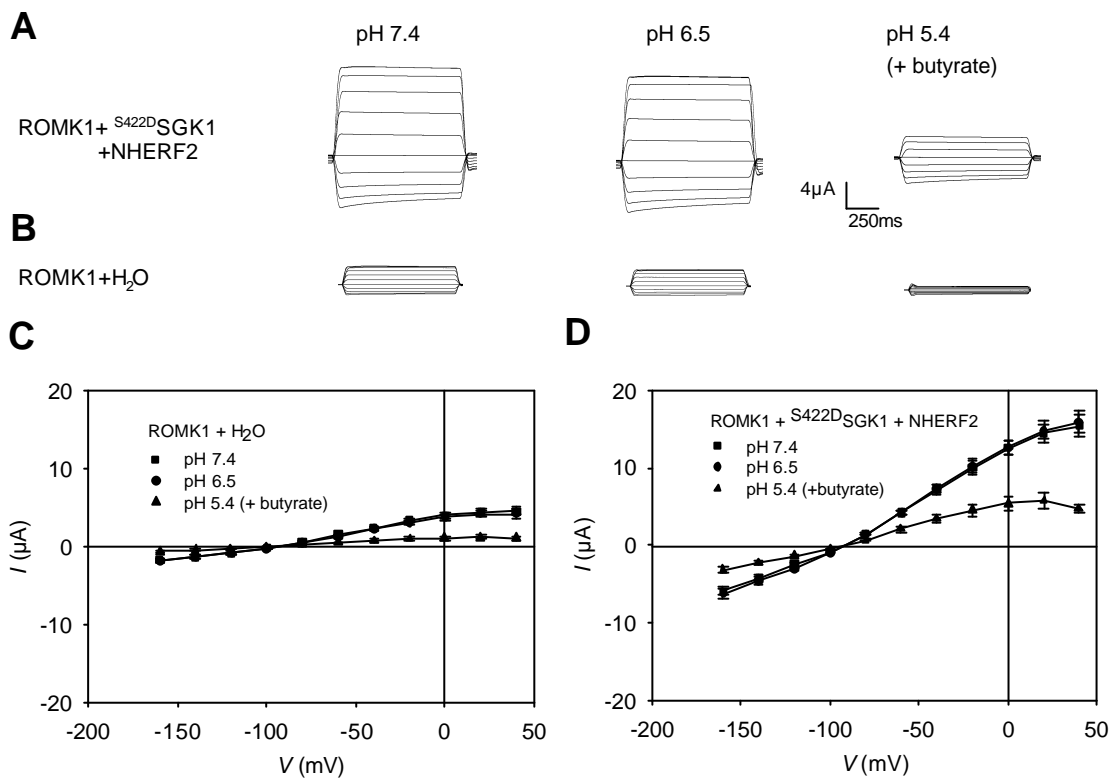 A
pH 7.4
pH 6.5
pH 5.4
(+ butyrate)
ROMK1+ S422DSGK1
+NHERF2
4µA
250ms
B
ROMK1+H2O
C
D
20
10
0
-10
-20
I (µA)
ROMK1 + H2O
pH 7.4
pH 6.5
pH 5.4 (+ butyrate)
-200 -150 -100 -50 0 50
V (mV)
20
10
0
-10
-20
I (µA)
ROMK1 + S422DSGK1 + NHERF2
pH 7.4
pH 6.5
pH 5.4 (+butyrate)
-200 -150 -100 -50 0 50
V (mV)